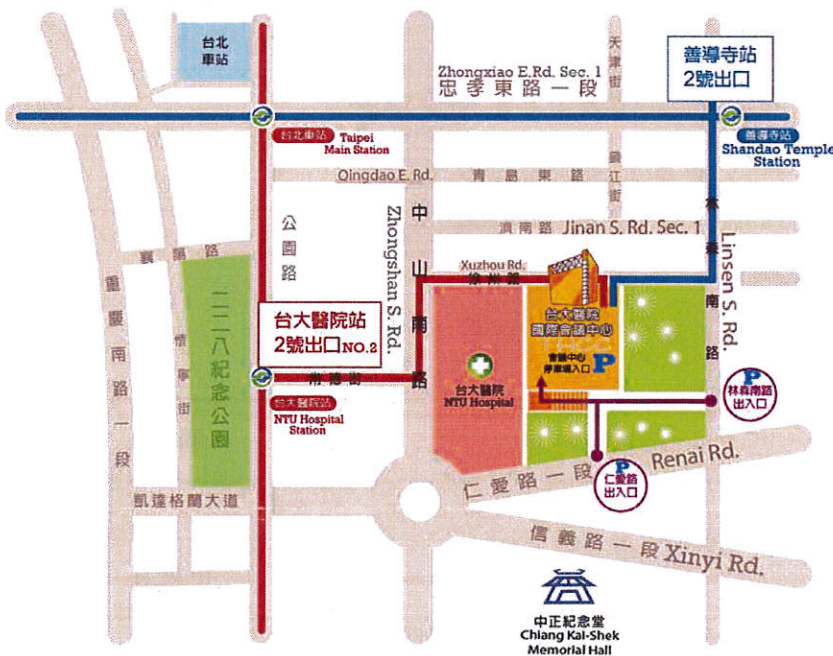 台北
車站
天津街
善導寺站
2號出口
Zhongxiao E.Rd. Sec. 1
忠孝東路一段
台北車站
Taipei
Main Station
善導寺站
Shandao Temple
Station
鎮江街
Qingdao E. Rd.
青島東路
公園路
Zhongshan S. Rd.
中山南路
濟南路 Jinan S. Rd. Sec. 1
林森南路
Linsen S. Rd.
襄陽路
Xuzhou Rd.
徐州路
重慶南路一段
懷寧街
二二八紀念公園
台大醫院站
2號出口NO.2
台大醫院
國際會議中心
會議中心
停車場入口
P
常德街
台大醫院
NTU Hospital
台大醫院站
NTU Hospital
Station
P
林森南路
出入口
仁愛路一段 Renai Rd.
P
仁愛路
出入口
凱達格蘭大道
信義路一段 Xinyi Rd.
中正紀念堂
Chiang Kai-Shek
Memorial Hall